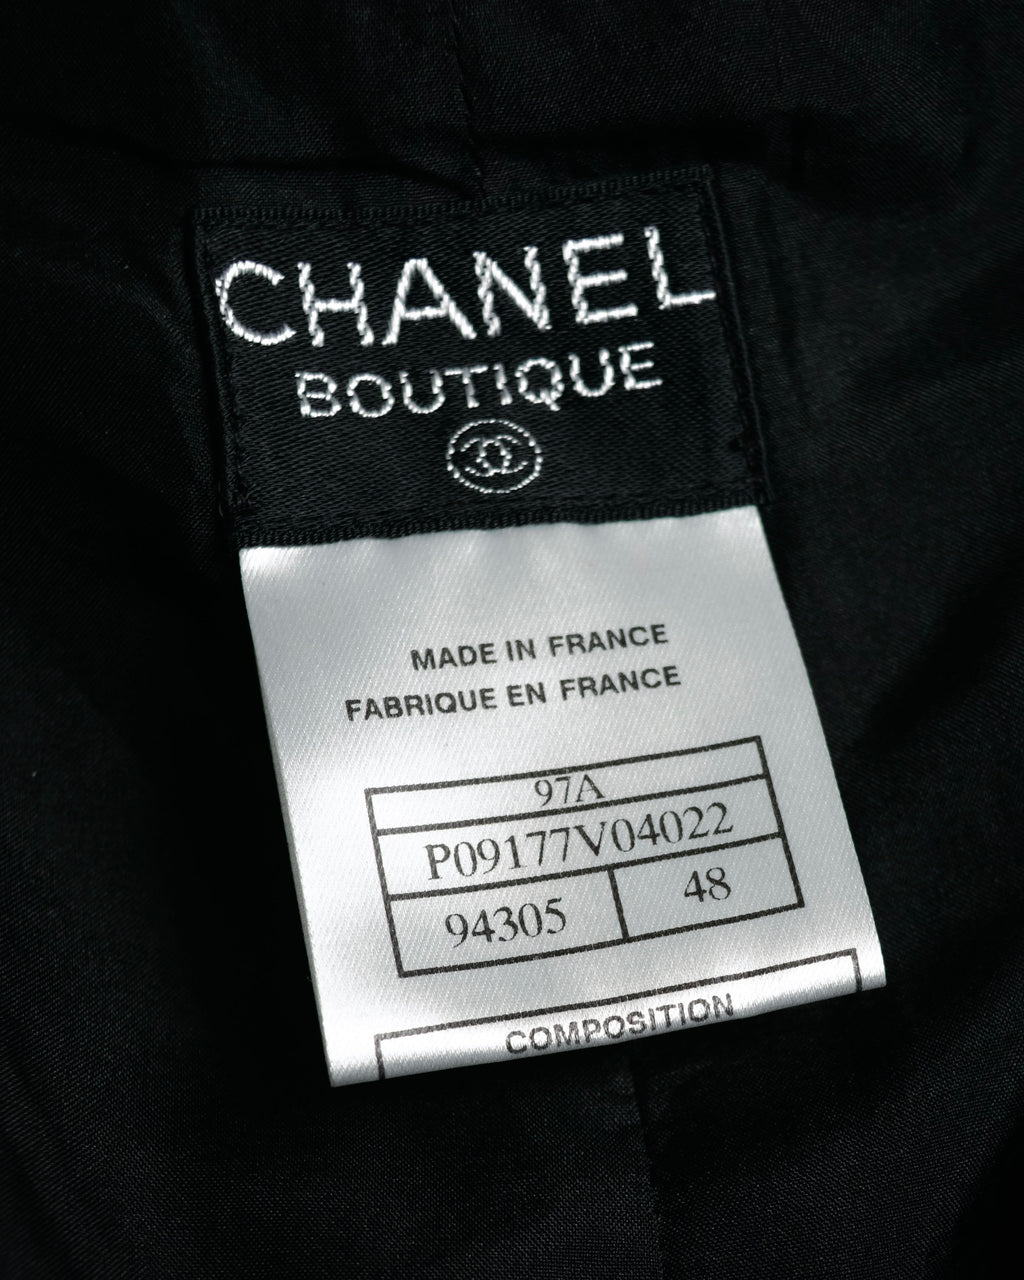 CHANEL
BOUTIQUE
MADE IN FRANCE
FABRIQUE EN FRANCE
97A
P09177V04022
94305 48
COMPOSITION